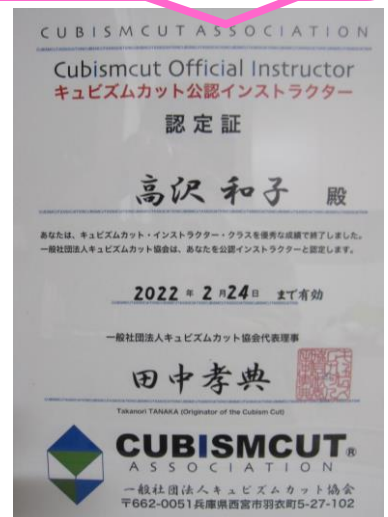 CUBISMCUT ASSOCIATION
Cubismcut Official Instructor
キュビズムカット公認インストラクター
認定証
高沢 和子 殿
あなたは、キュビズムカット・インストラクター・クラスを優秀な成績で終了しました。
一般社団法人キュビズムカット協会は、あなたを公認インストラクターと認定します。
2022 年 2 月 24 日 まで有効
一般社団法人キュビズムカット協会代表理事
田中孝典
Takanori TANAKA (Originator of the Cubism Cut)
CUBISMCUT®
ASSOCIATION
一般社団法人キュビズムカット協会
〒662-0051兵庫県西宮市羽衣町5-27-102